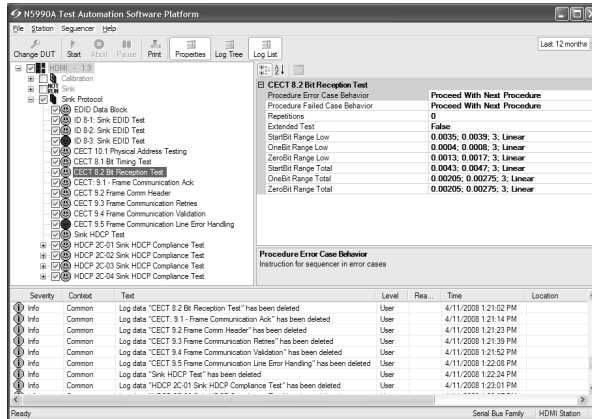 N5990A Test Automation Software Platform
File Station Sequencer Help
Change DUT Start Abort Pause Print Properties Log Tree Log List Last 12 months
HDMI - 1.3
Calibration
NOT RUN Sink
Sink Protocol
EDID Data Block
ID 8-1: Sink EDID Test
ID 8-2: Sink EDID Test
ID 8-3: Sink EDID Test
CECT 10.1 Physical Address Testing
CECT 8.1 Bit Timing Test
CECT 8.2 Bit Reception Test
CECT: 9.1 - Frame Communication Ack
CECT 9.2 Frame Comm Header
CECT 9.3 Frame Communication Retries
CECT 9.4 Frame Communication Validation
CECT 9.5 Frame Communication Line Error Handling
Sink HDCP Test
HDCP 2C-01 Sink HDCP Compliance Test
HDCP 2C-02 Sink HDCP Compliance Test
HDCP 2C-03 Sink HDCP Compliance Test
HDCP 2C-04 Sink HDCP Compliance Test
CECT 8.2 Bit Reception Test
Procedure Error Case Behavior Proceed With Next Procedure
Procedure Failed Case Behavior Proceed With Next Procedure
Repetitions 0
Extended Test False
StartBit Range Low 0.0035; 0.0039; 3; Linear
OneBit Range Low 0.0004; 0.0008; 3; Linear
ZeroBit Range Low 0.0013; 0.0017; 3; Linear
StartBit Range Total 0.0043; 0.0047; 3; Linear
OneBit Range Total 0.00205; 0.00275; 3; Linear
ZeroBit Range Total 0.00205; 0.00275; 3; Linear
Procedure Error Case Behavior
Instruction for sequencer in error cases
Severity Context Text Level Rea... Time Location
Info Common Log data "CECT 8.2 Bit Reception Test" has been deleted User 4/11/2008 1:21:02 PM
Info Common Log data "CECT: 9.1 - Frame Communication Ack" has been deleted User 4/11/2008 1:21:14 PM
Info Common Log data "CECT 9.2 Frame Comm Header" has been deleted User 4/11/2008 1:21:23 PM
Info Common Log data "CECT 9.3 Frame Communication Retries" has been deleted User 4/11/2008 1:21:39 PM
Info Common Log data "CECT 9.4 Frame Communication Validation" has been deleted User 4/11/2008 1:21:52 PM
Info Common Log data "CECT 9.5 Frame Communication Line Error Handling" has been deleted User 4/11/2008 1:22:08 PM
Info Common Log data "Sink HDCP Test" has been deleted User 4/11/2008 1:22:24 PM
Info Common Log data "HDCP 2C-01 Sink HDCP Compliance Test" has been deleted User 4/11/2008 1:23:01 PM
Ready Serial Bus Family HDMI Station